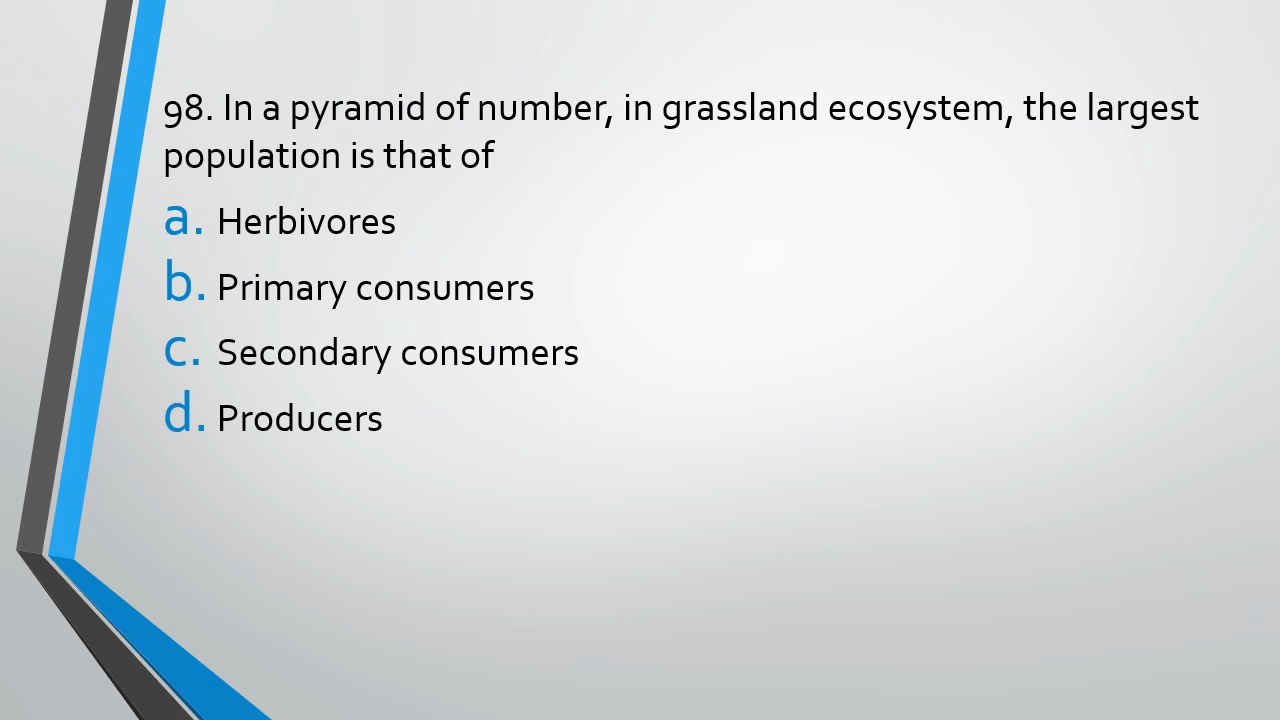 98. In a pyramid of number, in grassland ecosystem, the largest
population is that of
a. Herbivores
b. Primary consumers
c. Secondary consumers
d. Producers